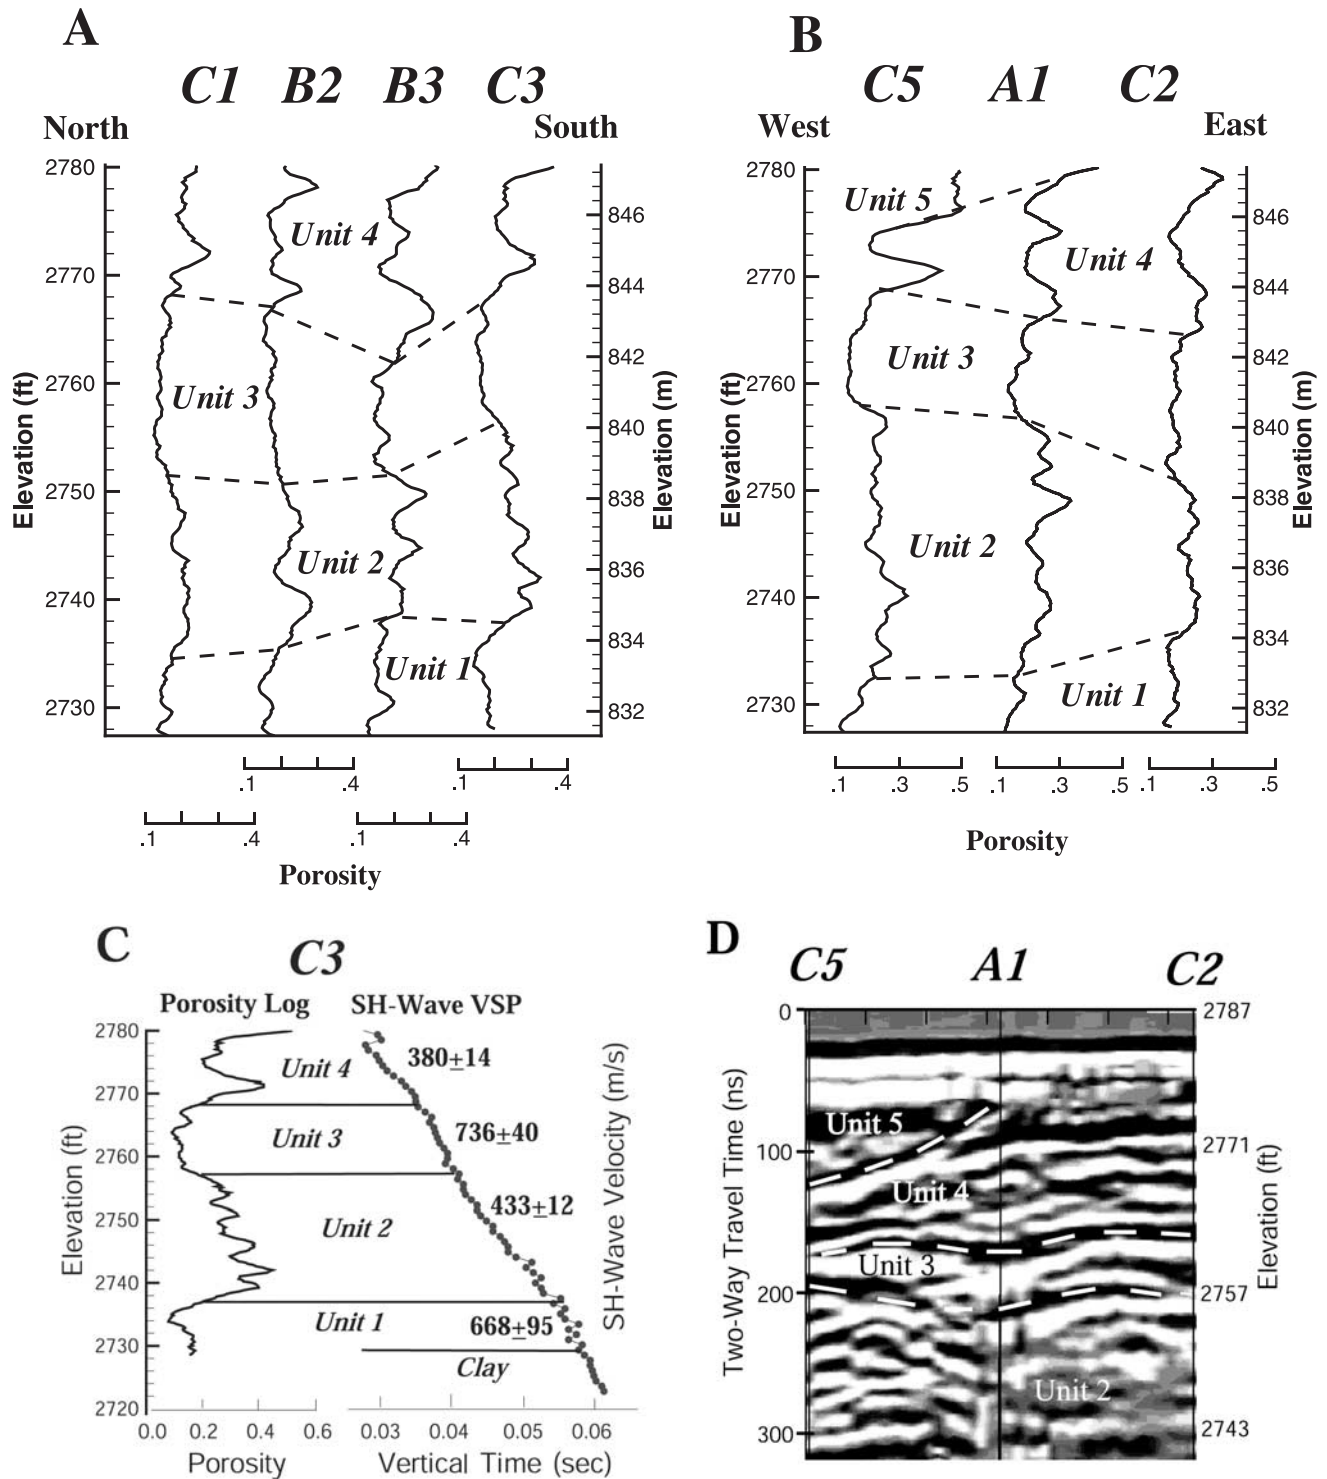 A
C1 B2 B3 C3
North South
2780
2770
2760
2750
2740
2730
Elevation (ft)
846
844
842
840
838
836
834
832
Elevation (m)
Unit 4
Unit 3
Unit 2
Unit 1
.1 .4 .1 .4
.1 .4 .1 .4
Porosity
B
C5 A1 C2
West East
2780
2770
2760
2750
2740
2730
Elevation (ft)
846
844
842
840
838
836
834
832
Elevation (m)
Unit 5
Unit 4
Unit 3
Unit 2
Unit 1
.1 .3 .5 .1 .3 .5 .1 .3 .5
Porosity
C
C3
Porosity Log SH-Wave VSP
2780
2770
2760
2750
2740
2730
2720
Elevation (ft)
Unit 4 380±14
Unit 3 736±40
Unit 2 433±12
Unit 1 668±95
Clay
SH-Wave Velocity (m/s)
0.0 0.2 0.4 0.6 0.03 0.04 0.05 0.06
Porosity Vertical Time (sec)
D
C5 A1 C2
0
100
200
300
Two-Way Travel Time (ns)
2787
2771
2757
2743
Elevation (ft)
Unit 5
Unit 4
Unit 3
Unit 2